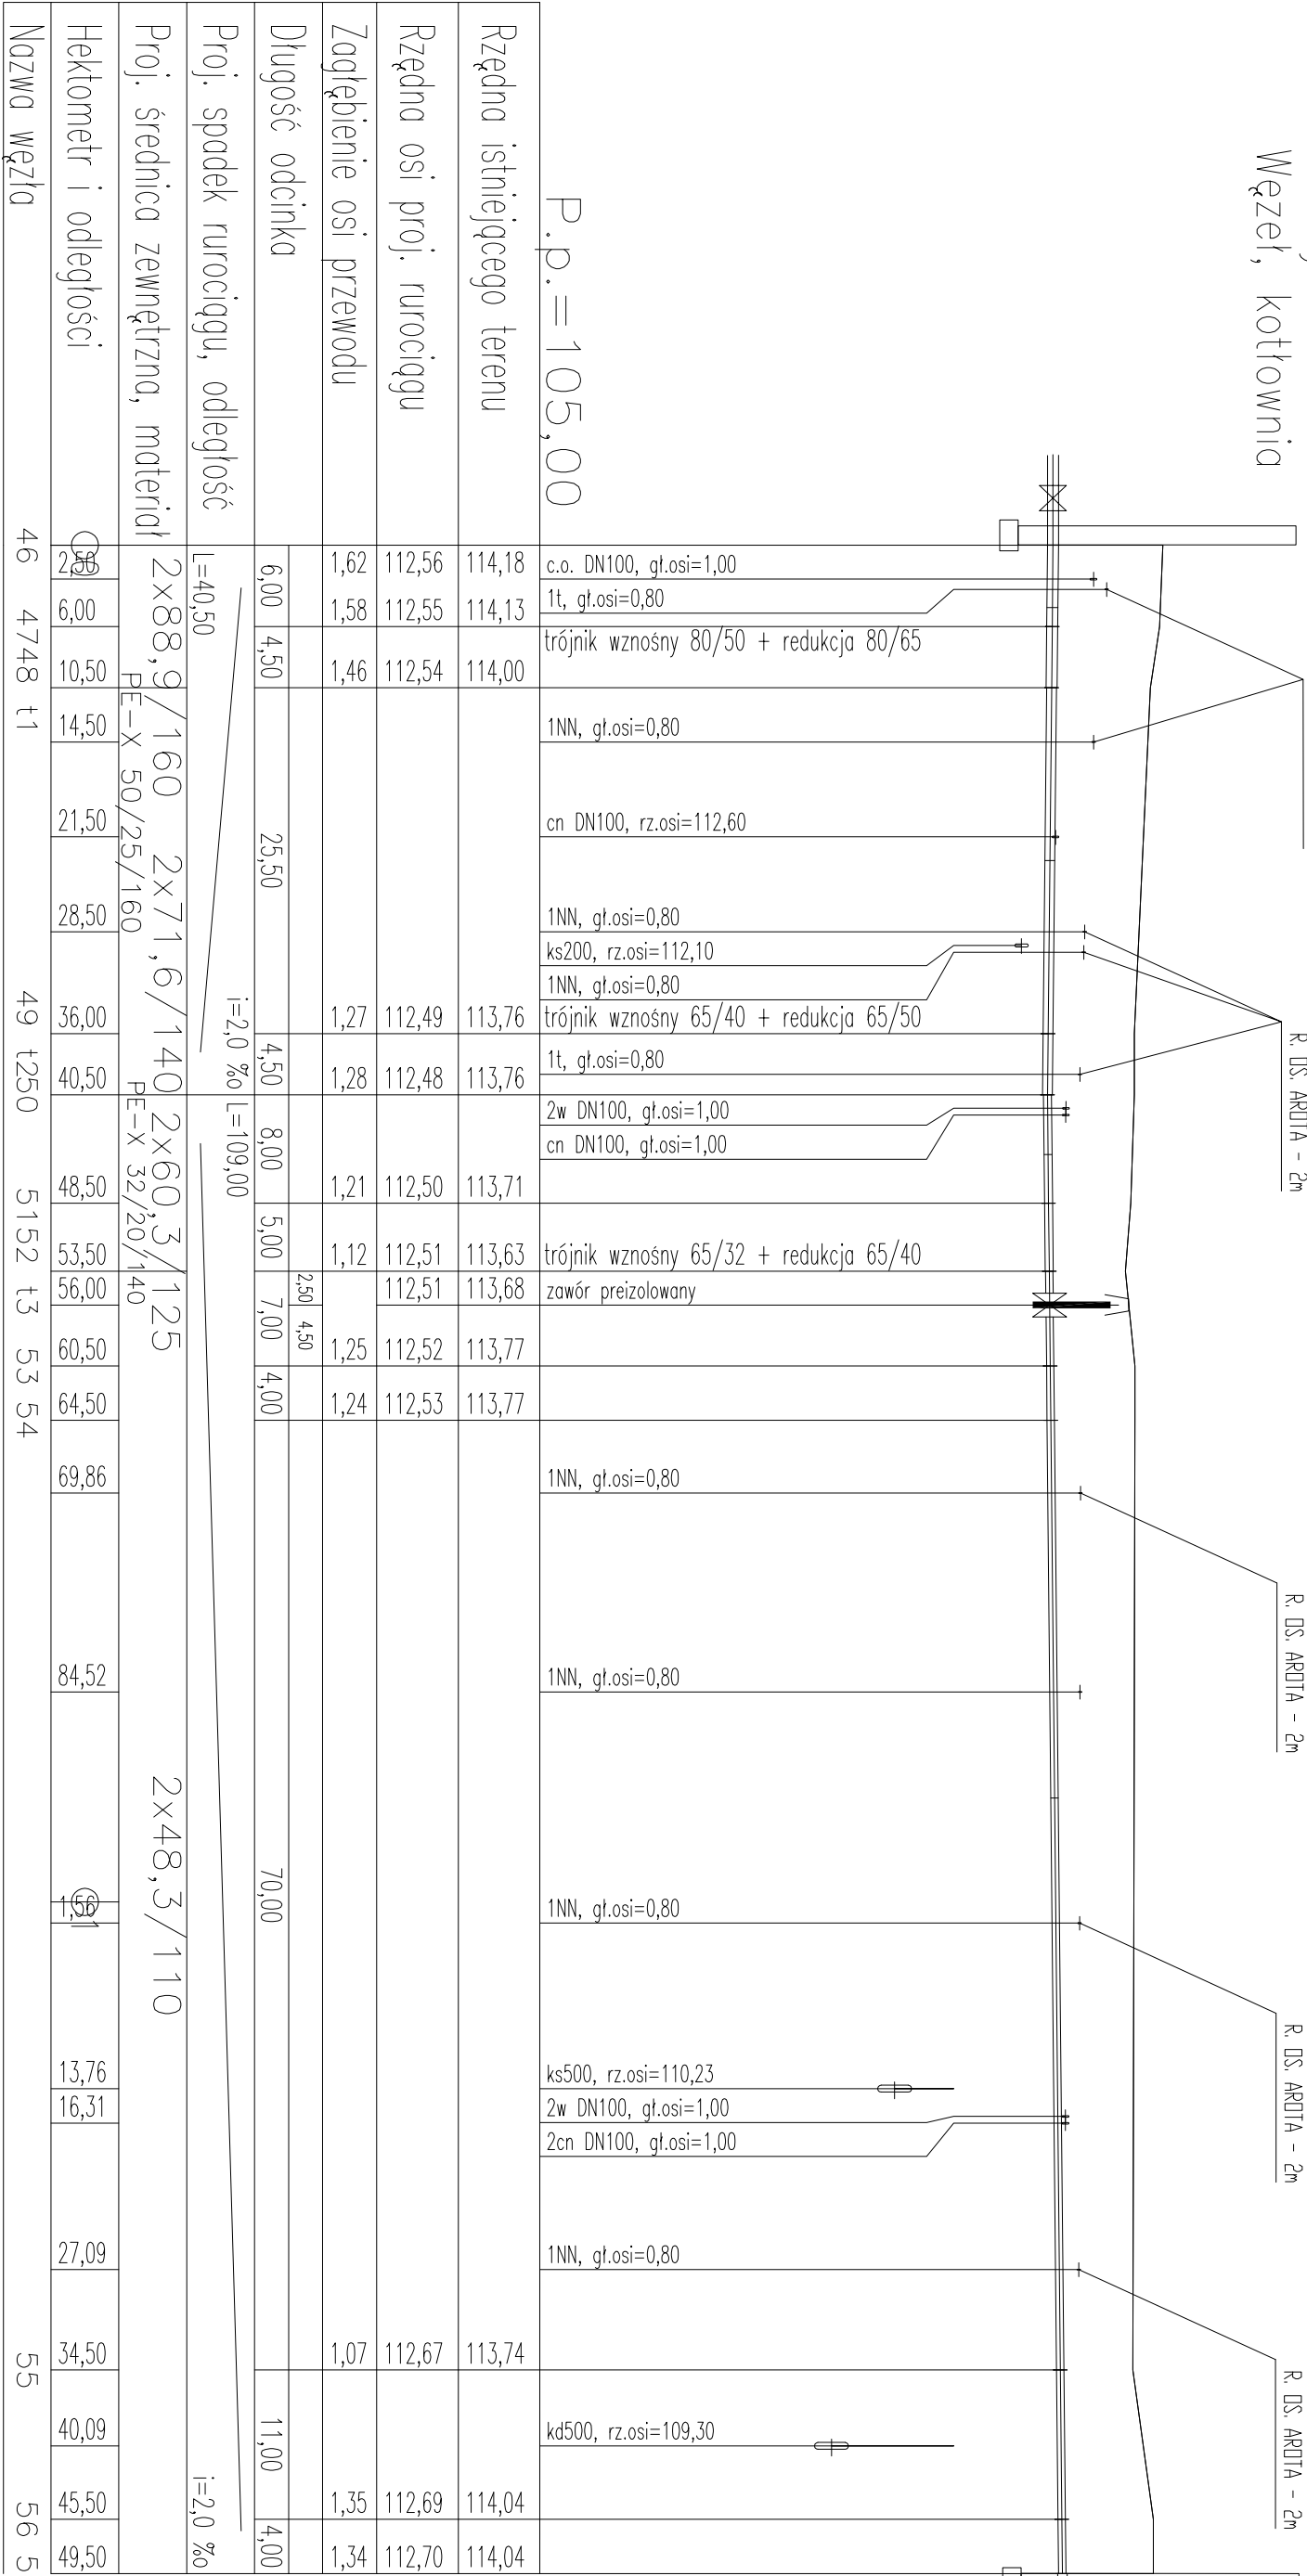 Węzeł, kotłownia
R. OS. AROTA - 2m
R. OS. AROTA - 2m
R. OS. AROTA - 2m
R. OS. AROTA - 2m
P.p.=105,00
c.o. DN100, gł.osi=1,00
1t, gł.osi=0,80
trójnik wznośny 80/50 + redukcja 80/65
1NN, gł.osi=0,80
cn DN100, rz.osi=112,60
1NN, gł.osi=0,80
ks200, rz.osi=112,10
1NN, gł.osi=0,80
trójnik wznośny 65/40 + redukcja 65/50
1t, gł.osi=0,80
2w DN100, gł.osi=1,00
cn DN100, gł.osi=1,00
trójnik wznośny 65/32 + redukcja 65/40
zawór preizolowany
1NN, gł.osi=0,80
1NN, gł.osi=0,80
1NN, gł.osi=0,80
ks500, rz.osi=110,23
2w DN100, gł.osi=1,00
2cn DN100, gł.osi=1,00
1NN, gł.osi=0,80
kd500, rz.osi=109,30
Rzędna istniejącego terenu 114,18 114,13 114,00 113,76 113,76 113,71 113,63 113,68 113,77 113,77 113,74 114,04 114,04
Rzędna osi proj. rurociągu 112,56 112,55 112,54 112,49 112,48 112,50 112,51 112,51 112,52 112,53 112,67 112,69 112,70
Zagłębienie osi przewodu 1,62 1,58 1,46 1,27 1,28 1,21 1,12 1,25 1,24 1,07 1,35 1,34
2,50 4,50
Długość odcinka 6,00 4,50 25,50 4,50 8,00 5,00 7,00 4,00 70,00 11,00 4,00
Proj. spadek rurociągu, odległość L=40,50 i=2,0 ‰ L=109,00 i=2,0 ‰
Proj. średnica zewnętrzna, materiał 2x88,9/160 2x71,6/140 2x60,3/125 2x48,3/110
PE-X 50/25/160 PE-X 32/20/140
Hektometr i odległości 2,50 6,00 10,50 14,50 21,50 28,50 36,00 40,50 48,50 53,50 56,00 60,50 64,50 69,86 84,52 1,56 13,76 16,31 27,09 34,50 40,09 45,50 49,50
Nazwa węzła 46 47 48 t1 49 t2 50 51 52 t3 53 54 55 56 5